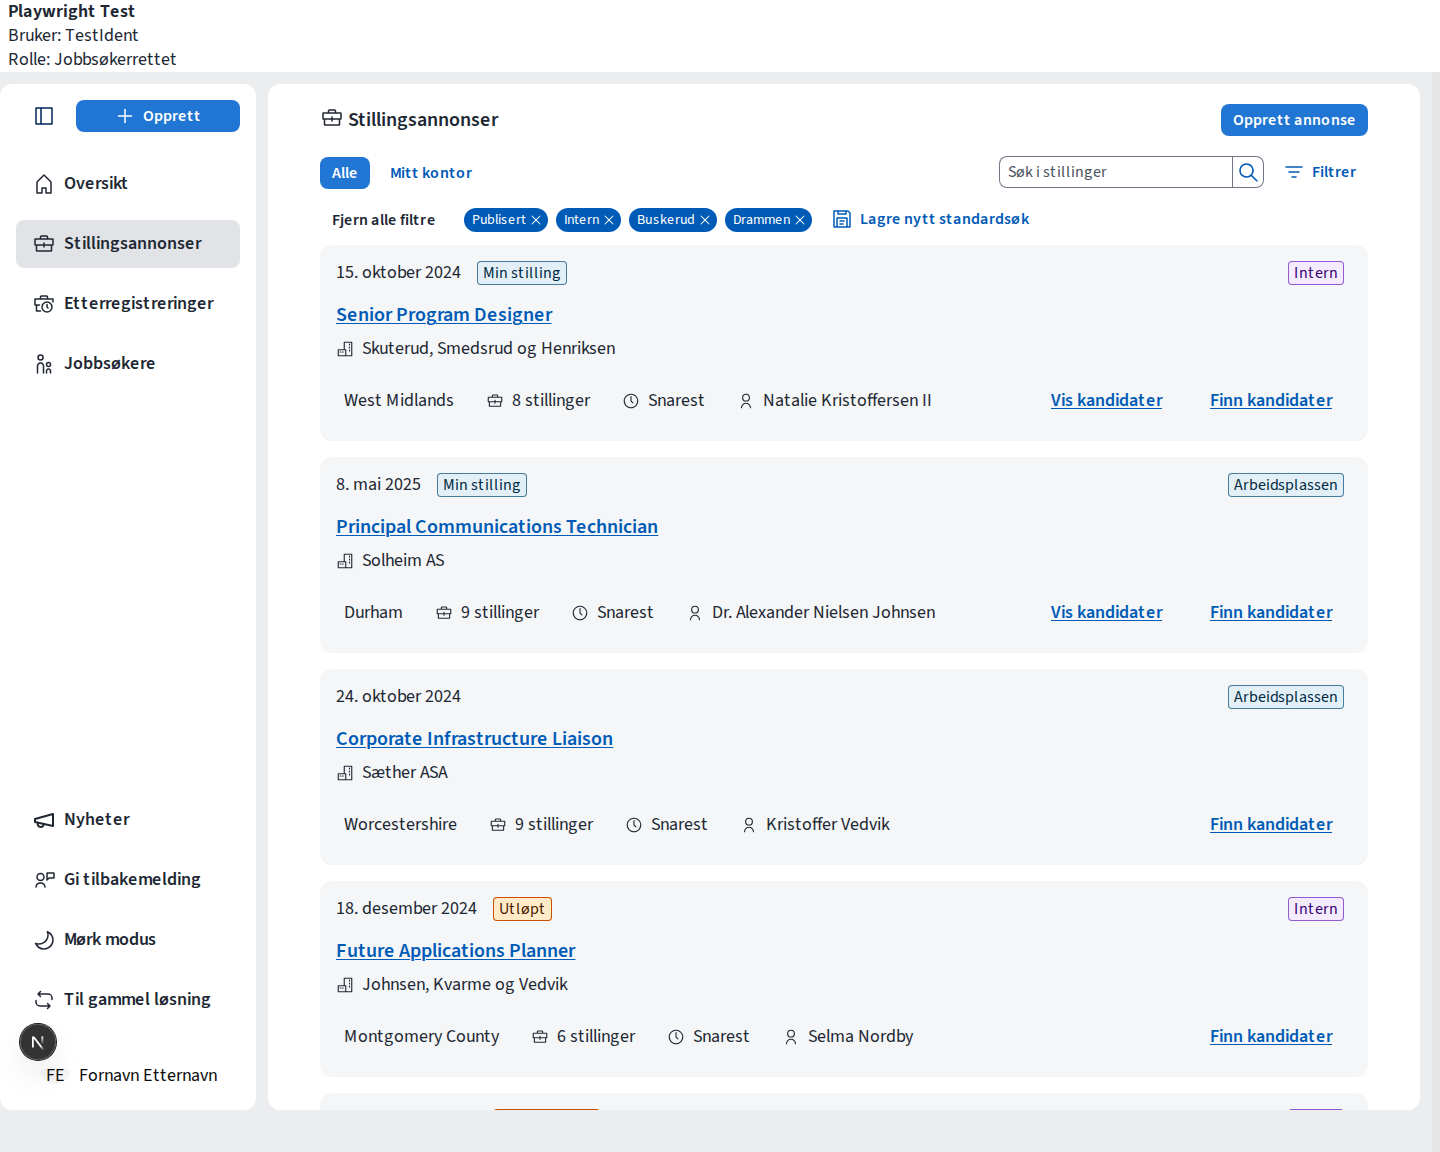 Playwright Test
Bruker: TestIdent
Rolle: Jobbsøkerrettet
Opprett
Oversikt
Stillingsannonser
Etterregistreringer
Jobbsøkere
Nyheter
Gi tilbakemelding
Mørk modus
Til gammel løsning
N
FE Fornavn Etternavn
Stillingsannonser
Opprett annonse
Alle Mitt kontor
Søk i stillinger
Filtrer
Fjern alle filtre Publisert Intern Buskerud Drammen Lagre nytt standardsøk
15. oktober 2024 Min stilling Intern
Senior Program Designer
Skuterud, Smedsrud og Henriksen
West Midlands 8 stillinger Snarest Natalie Kristoffersen II Vis kandidater Finn kandidater
8. mai 2025 Min stilling Arbeidsplassen
Principal Communications Technician
Solheim AS
Durham 9 stillinger Snarest Dr. Alexander Nielsen Johnsen Vis kandidater Finn kandidater
24. oktober 2024 Arbeidsplassen
Corporate Infrastructure Liaison
Sæther ASA
Worcestershire 9 stillinger Snarest Kristoffer Vedvik Finn kandidater
18. desember 2024 Utløpt Intern
Future Applications Planner
Johnsen, Kvarme og Vedvik
Montgomery County 6 stillinger Snarest Selma Nordby Finn kandidater